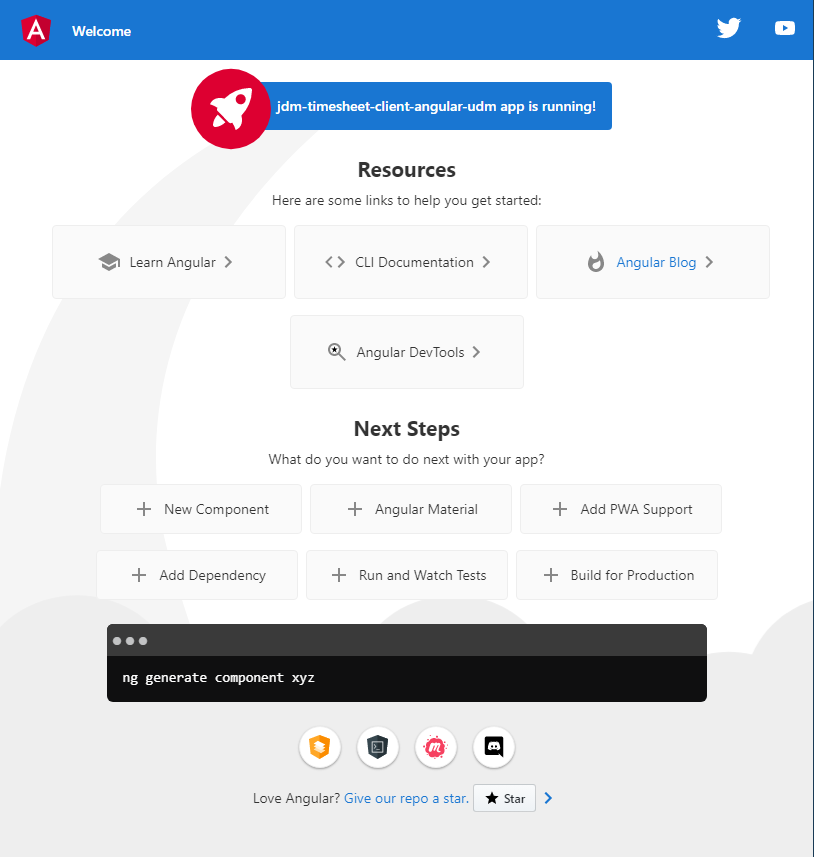 Welcome
jdm-timesheet-client-angular-udm app is running!
Resources
Here are some links to help you get started:
Learn Angular
CLI Documentation
Angular Blog
Angular DevTools
Next Steps
What do you want to do next with your app?
New Component
Angular Material
Add PWA Support
Add Dependency
Run and Watch Tests
Build for Production
ng generate component xyz
Love Angular? Give our repo a star. Star